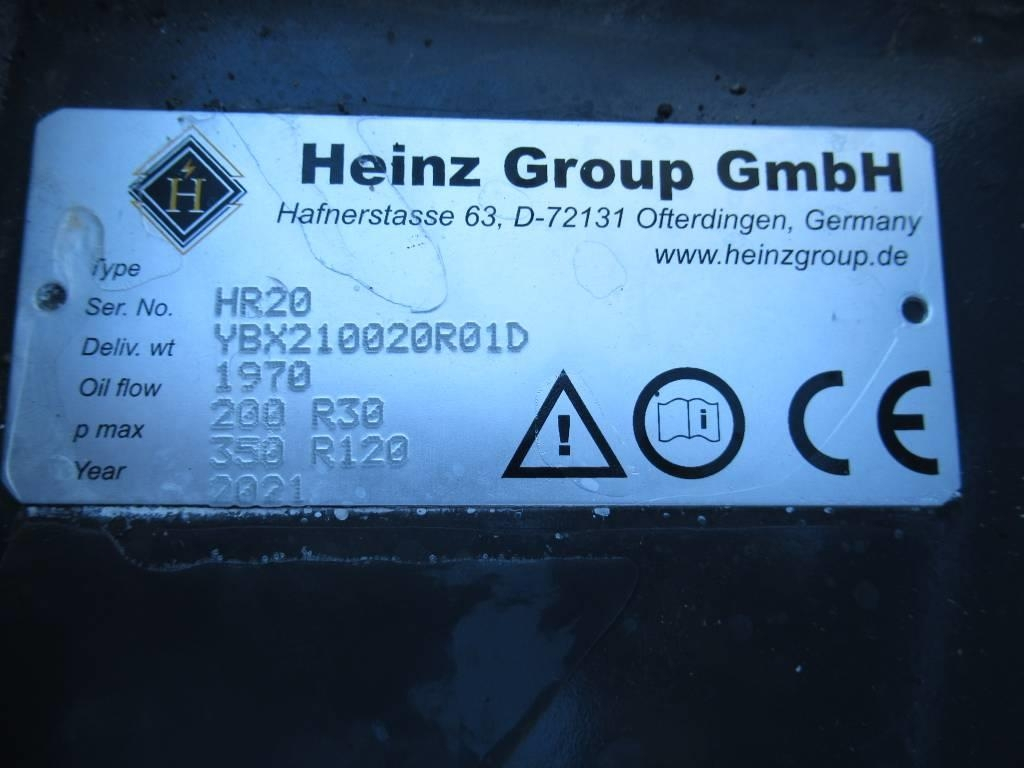 H
Heinz Group GmbH
Hafnerstasse 63, D-72131 Ofterdingen, Germany
www.heinzgroup.de
Type HR20
Ser. No. YBX210020R01D
Deliv. wt 1970
Oil flow 200 R30
p max 350 R120
Year 2021
! i CE